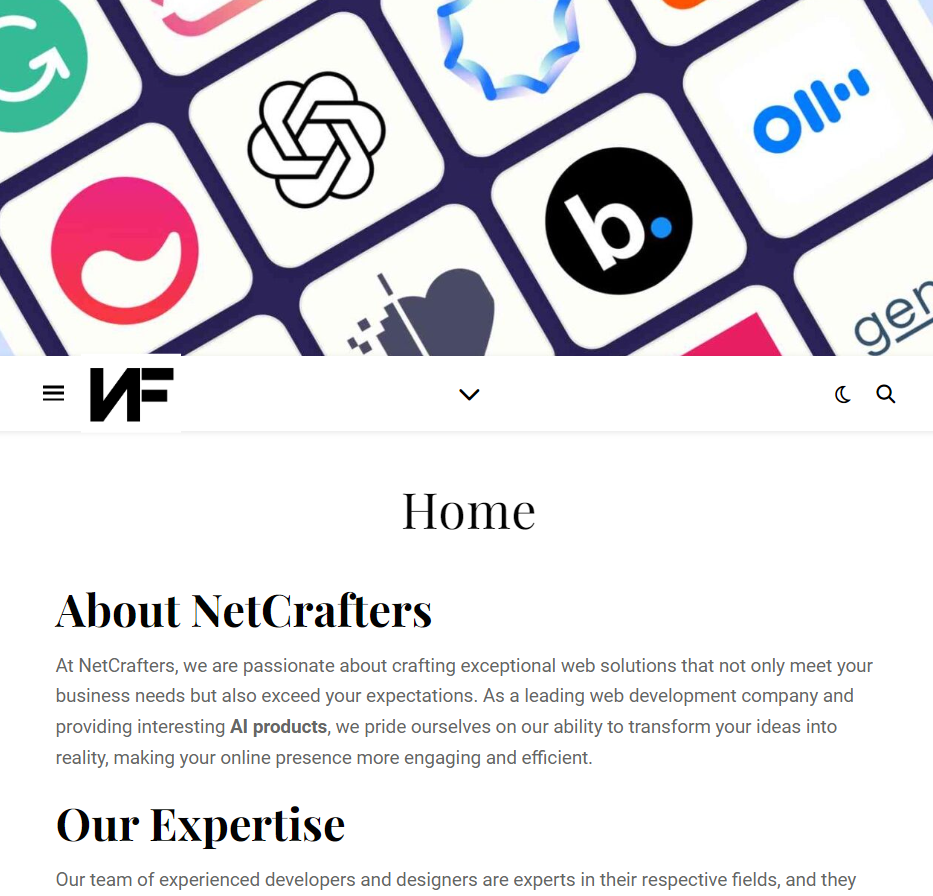 b.
gen
NF
Home
About NetCrafters
At NetCrafters, we are passionate about crafting exceptional web solutions that not only meet your
business needs but also exceed your expectations. As a leading web development company and
providing interesting AI products, we pride ourselves on our ability to transform your ideas into
reality, making your online presence more engaging and efficient.
Our Expertise
Our team of experienced developers and designers are experts in their respective fields, and they